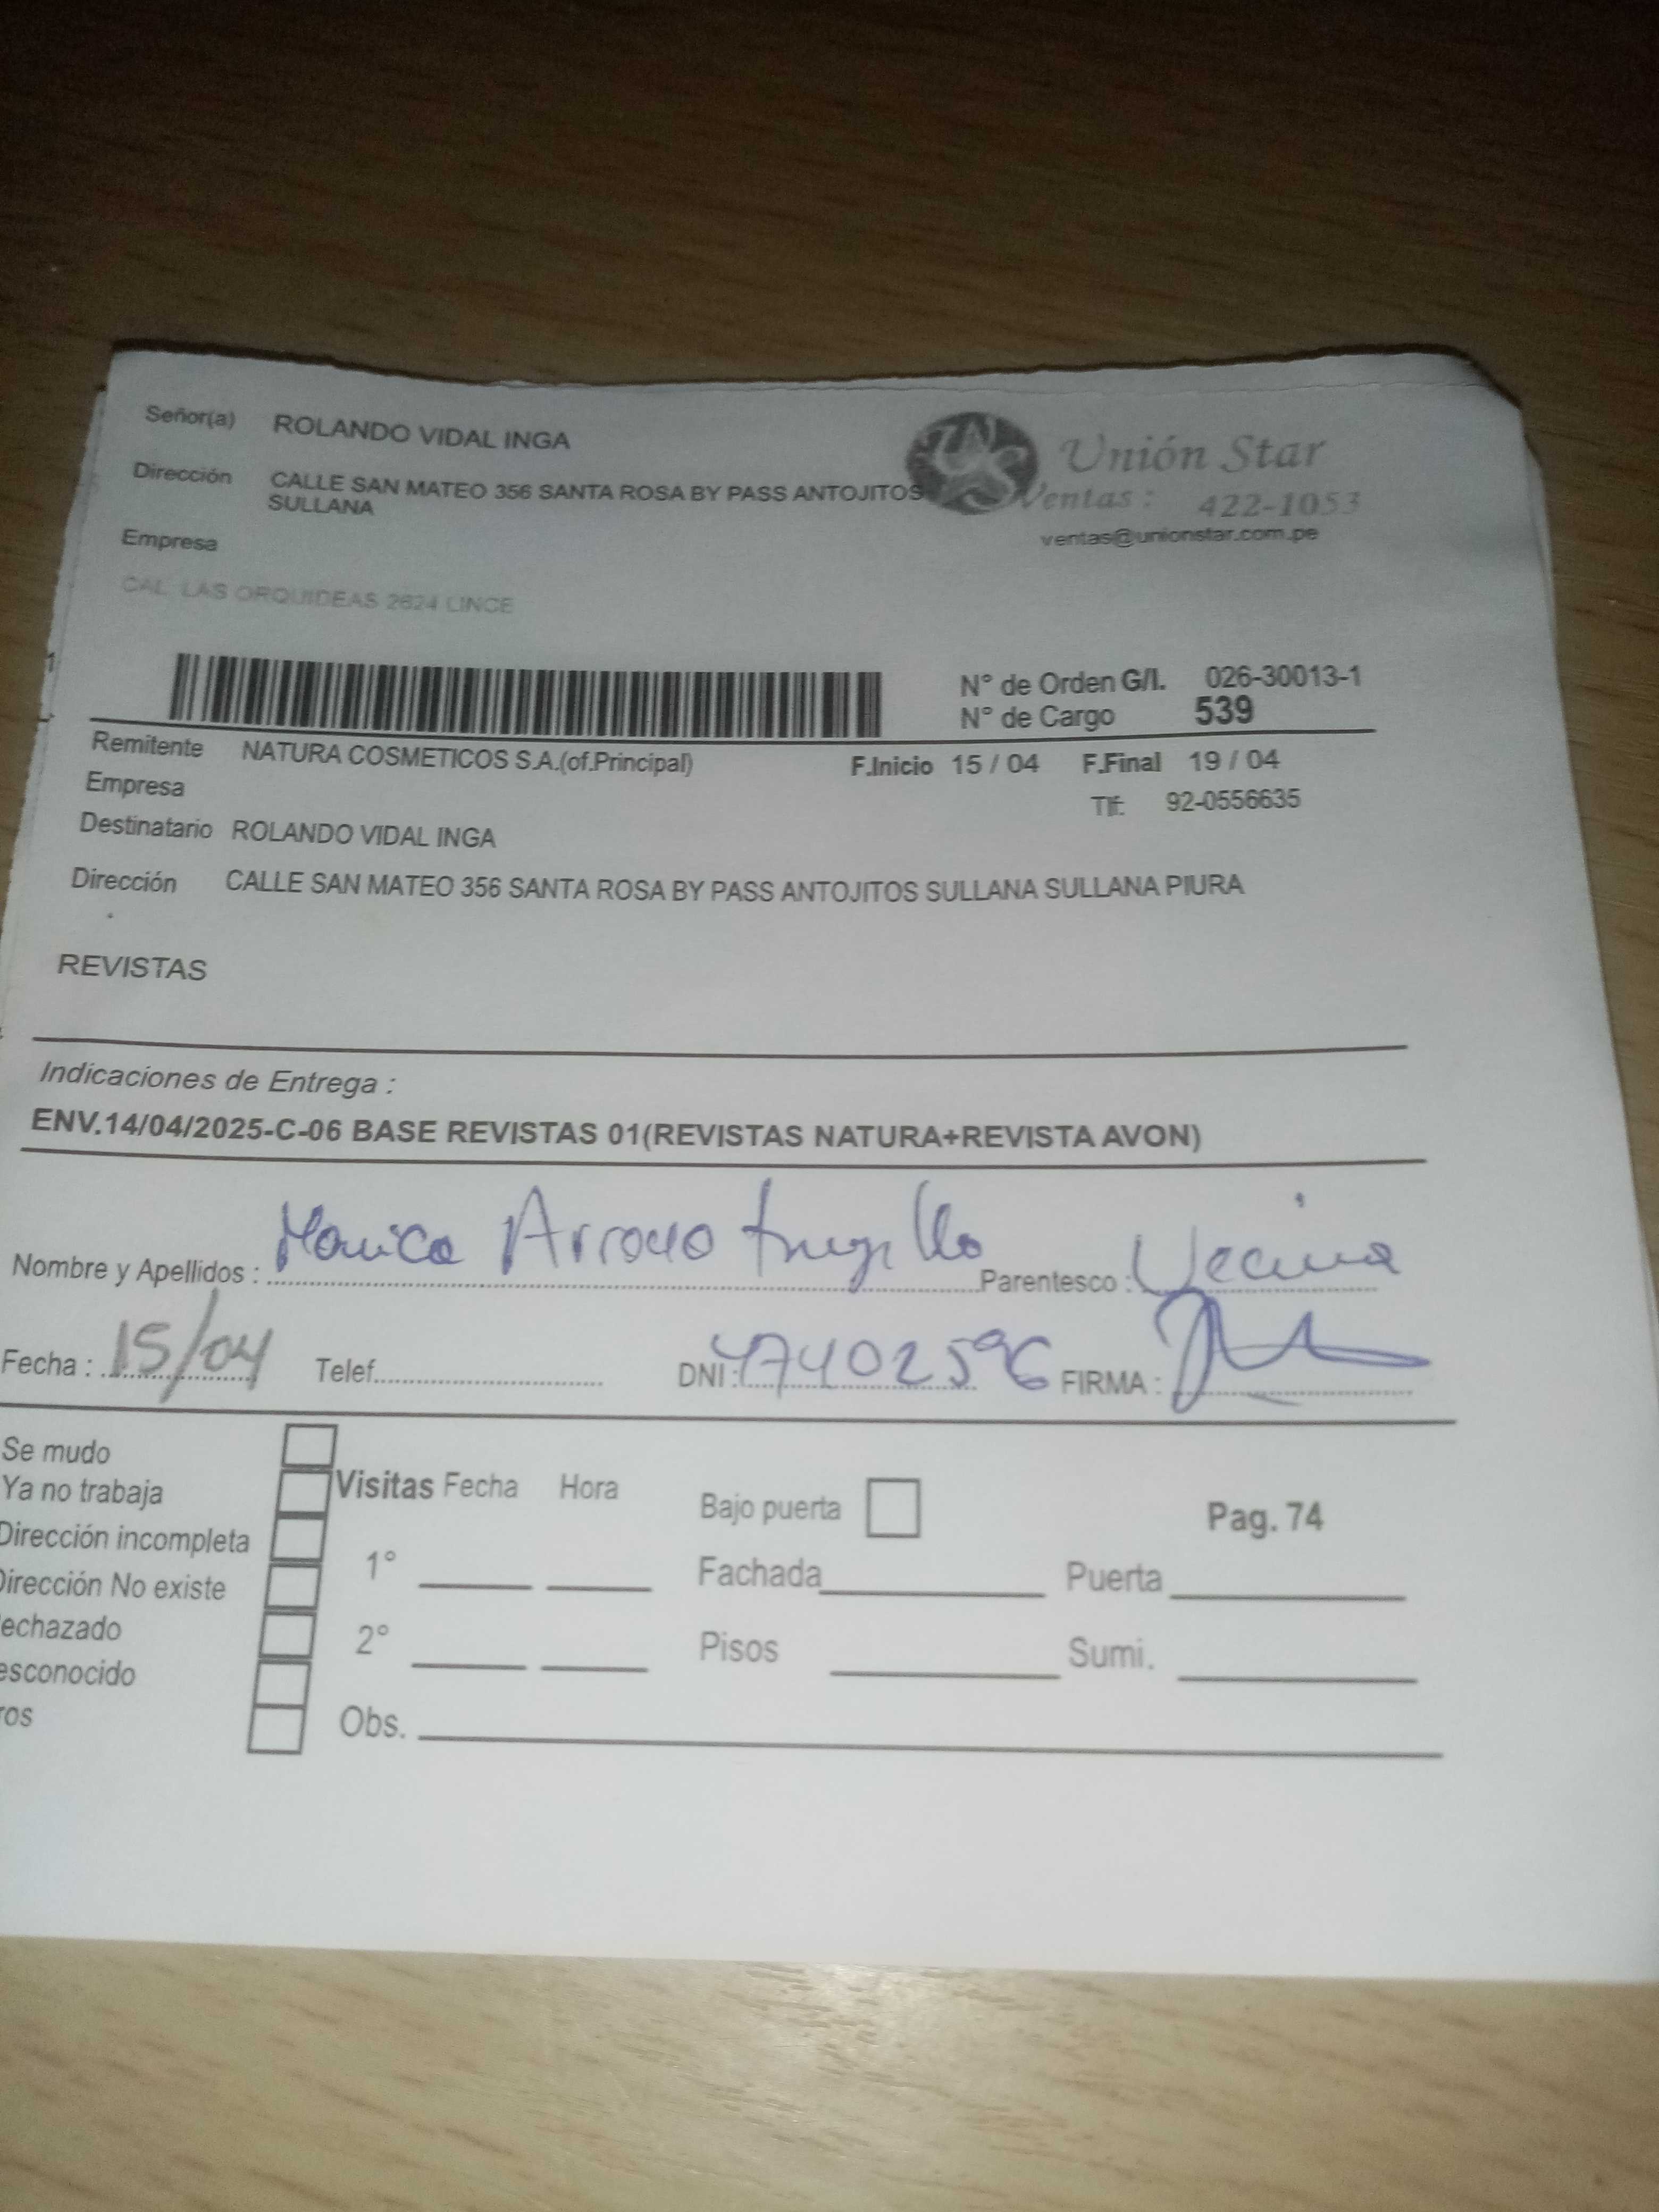 Señor(a) ROLANDO VIDAL INGA
Dirección CALLE SAN MATEO 356 SANTA ROSA BY PASS ANTOJITOS
SULLANA
Empresa
Unión Star
Ventas : 422-1053
ventas@unionstar.com.pe
CAL. LAS ORQUIDEAS 2624 LINCE
N° de Orden G/I. 026-30013-1
N° de Cargo 539
Remitente NATURA COSMETICOS S.A.(of.Principal) F.Inicio 15 / 04 F.Final 19 / 04
Empresa Tlf: 92-0556635
Destinatario ROLANDO VIDAL INGA
Dirección CALLE SAN MATEO 356 SANTA ROSA BY PASS ANTOJITOS SULLANA SULLANA PIURA
REVISTAS
Indicaciones de Entrega :
ENV.14/04/2025-C-06 BASE REVISTAS 01(REVISTAS NATURA+REVISTA AVON)
Nombre y Apellidos : Monica Arroyo Trujillo Parentesco : Vecina
Fecha : 15/04 Telef. DNI : 47402596 FIRMA :
Se mudo
Ya no trabaja
Dirección incompleta
Dirección No existe
echazado
esconocido
ros
Visitas Fecha Hora
1°
2°
Obs.
Bajo puerta Pag. 74
Fachada Puerta
Pisos Sumi.